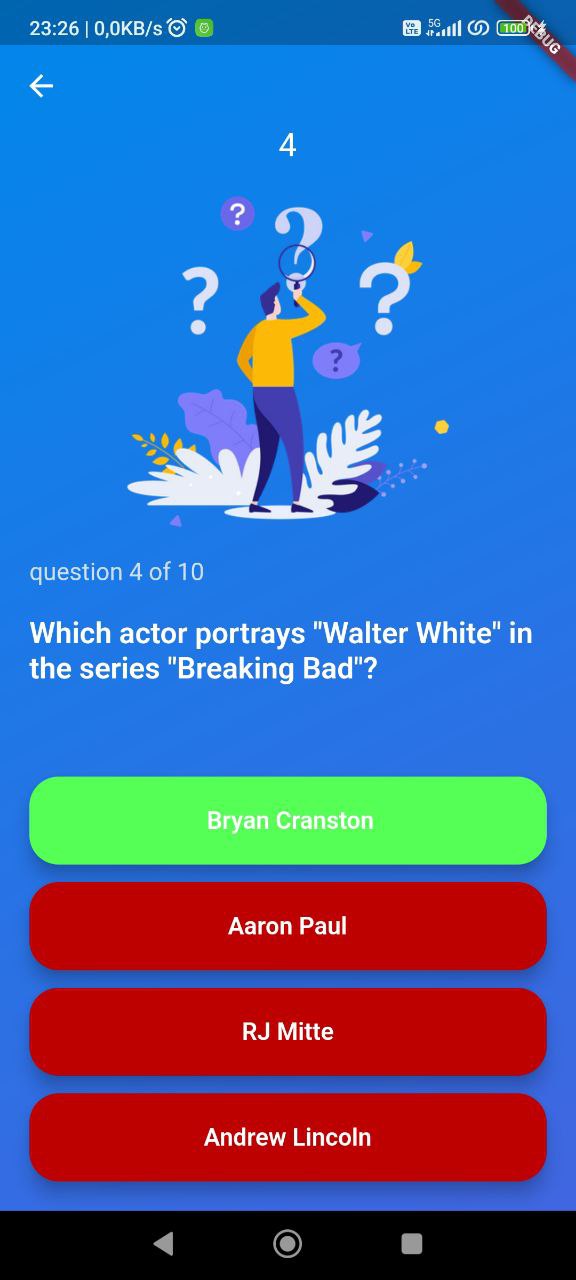 23:26 | 0,0KB/s
Vo LTE
5G
100
DEBUG
4
?
?
?
?
?
question 4 of 10
Which actor portrays "Walter White" in
the series "Breaking Bad"?
Bryan Cranston
Aaron Paul
RJ Mitte
Andrew Lincoln